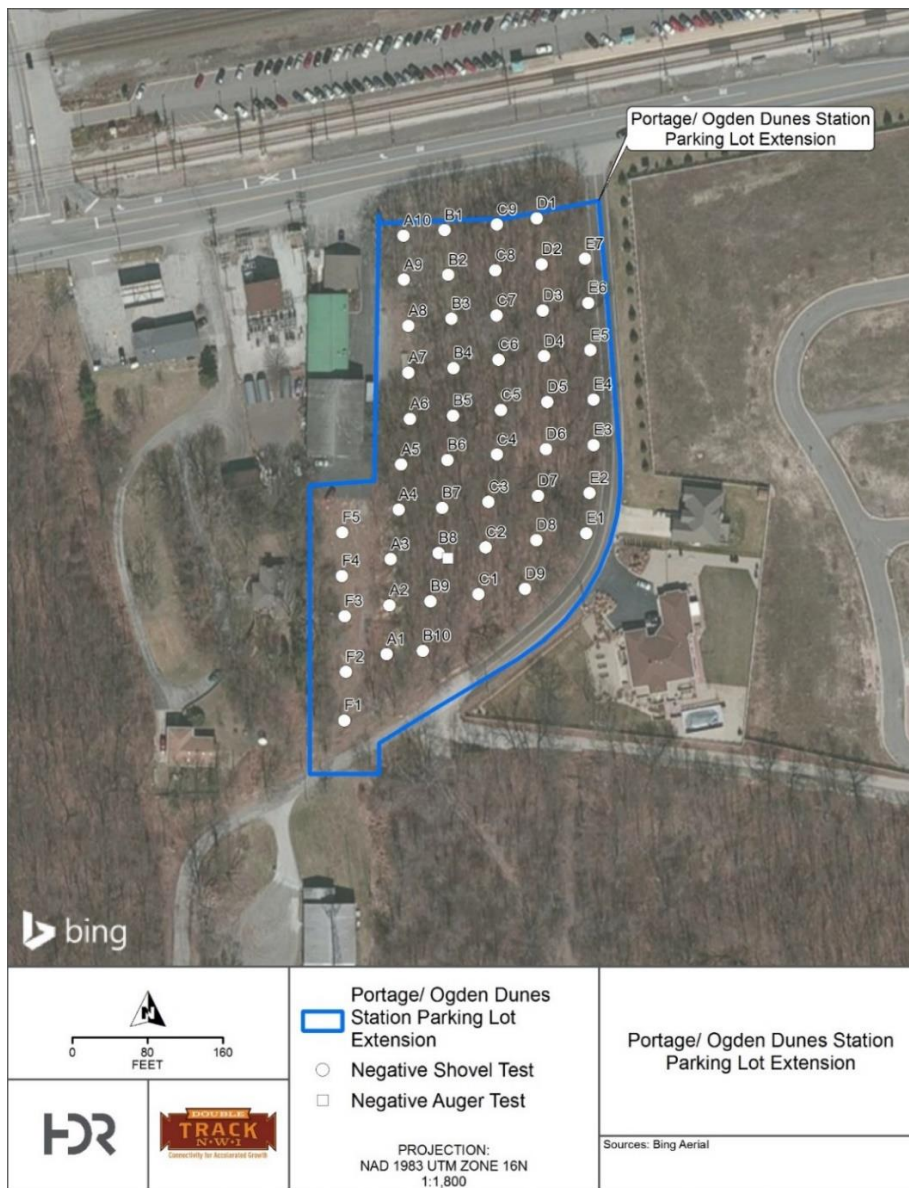 Portage/ Ogden Dunes Station
Parking Lot Extension
A10
B1
C9
D1
A9
B2
C8
D2
E7
A8
B3
C7
D3
E6
A7
B4
C6
D4
E5
A6
B5
C5
D5
E4
A5
B6
C4
D6
E3
A4
B7
C3
D7
E2
F5
A3
B8
C2
D8
E1
F4
A2
B9
C1
D9
F3
A1
B10
F2
F1
bing
N
0 80 160
FEET
Portage/ Ogden Dunes
Station Parking Lot
Extension
Negative Shovel Test
Negative Auger Test
PROJECTION:
NAD 1983 UTM ZONE 16N
1:1,800
Portage/ Ogden Dunes Station
Parking Lot Extension
Sources: Bing Aerial
HDR
DOUBLE
TRACK
N•W•I
Connectivity for Accelerated Growth